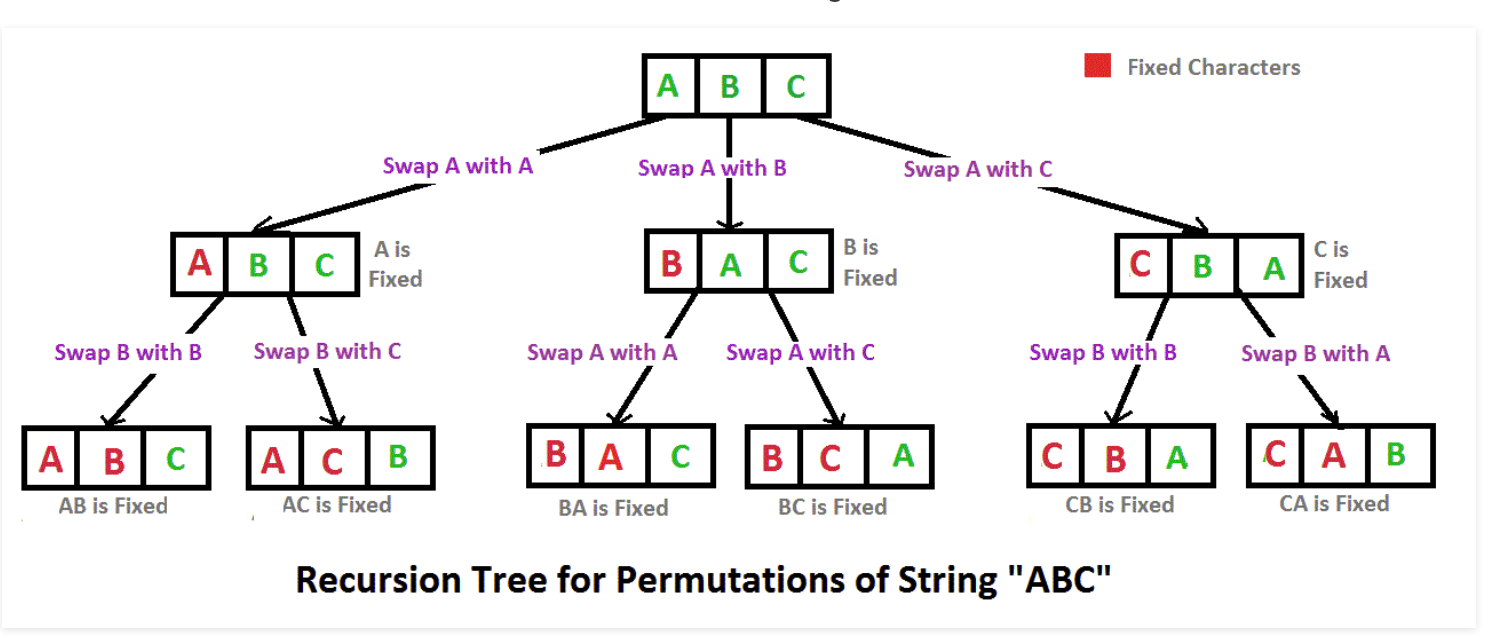 Fixed Characters
A B C
Swap A with A
Swap A with B
Swap A with C
A B C
A is
Fixed
B A C
B is
Fixed
C B A
C is
Fixed
Swap B with B
Swap B with C
Swap A with A
Swap A with C
Swap B with B
Swap B with A
A B C
A C B
B A C
B C A
C B A
C A B
AB is Fixed
AC is Fixed
BA is Fixed
BC is Fixed
CB is Fixed
CA is Fixed
Recursion Tree for Permutations of String "ABC"